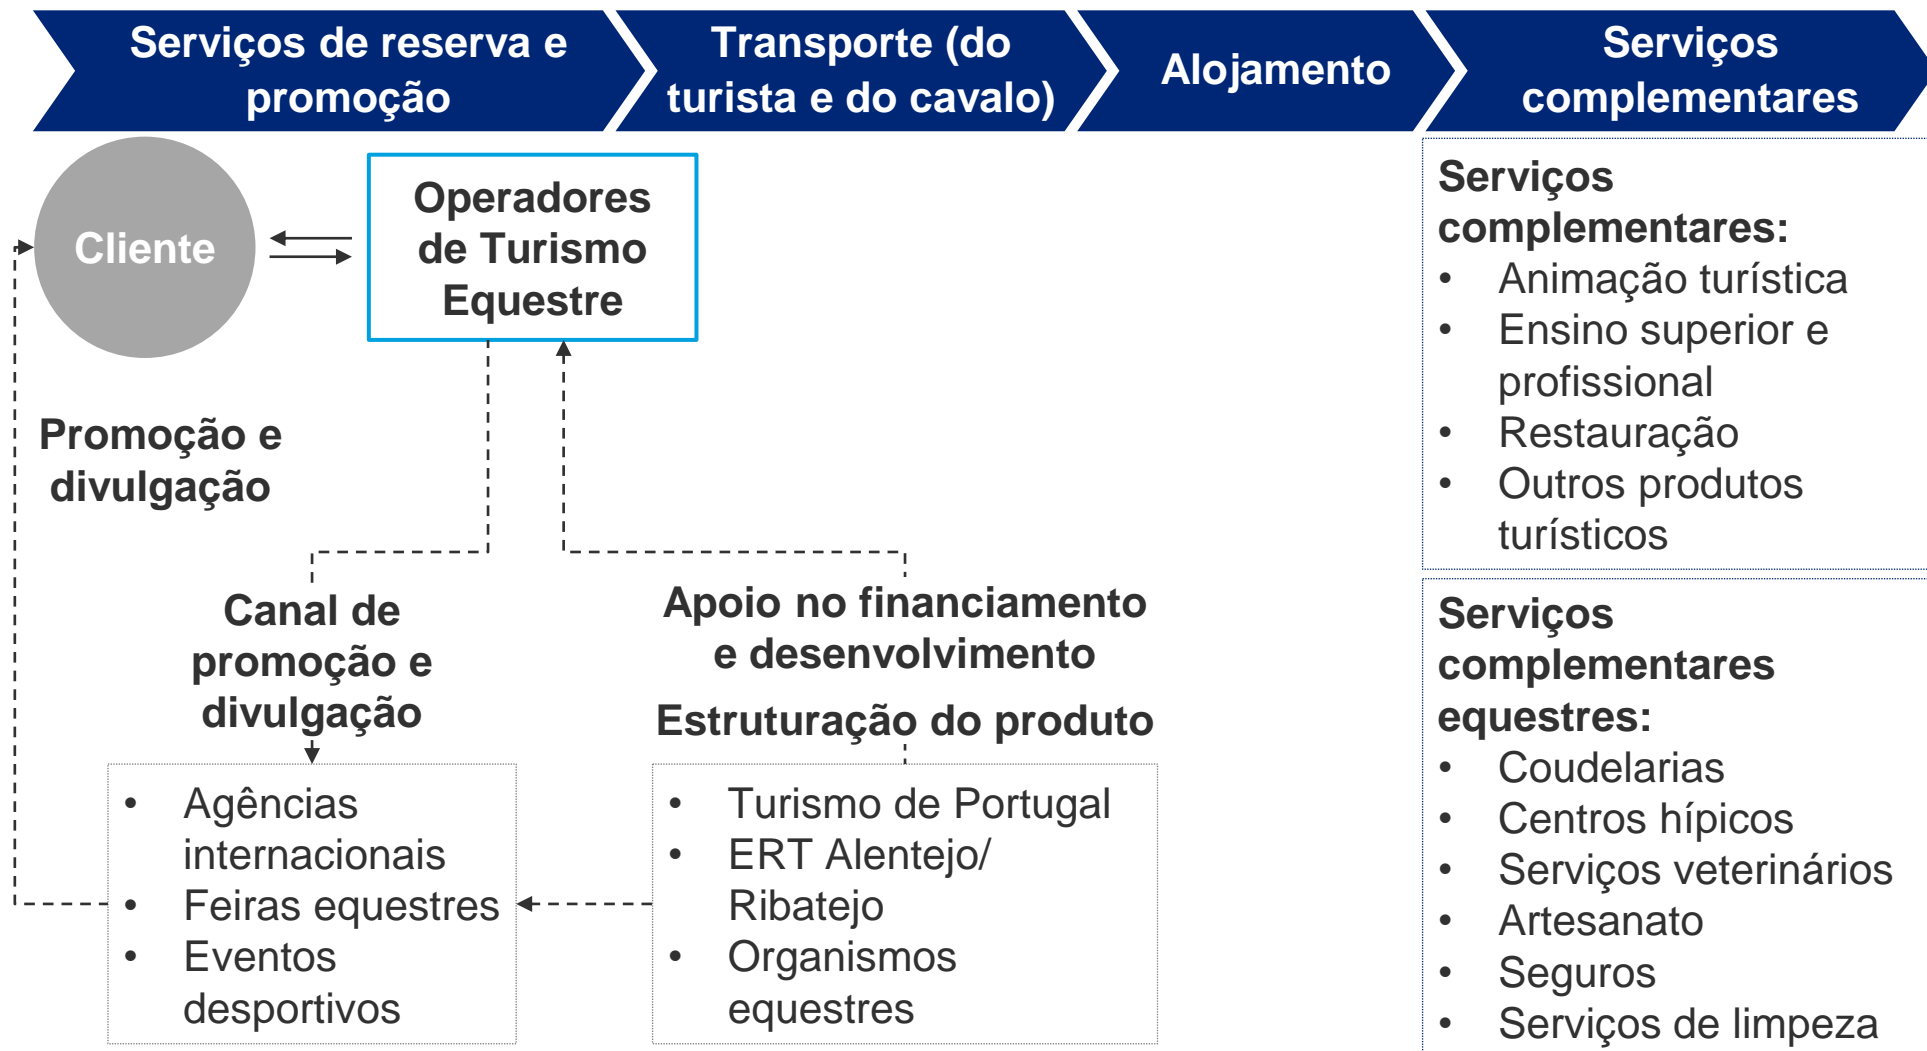 Serviços de reserva e
promoção
Transporte (do
turista e do cavalo)
Alojamento
Serviços
complementares
Cliente
Operadores
de Turismo
Equestre
Promoção e
divulgação
Canal de
promoção e
divulgação
Apoio no financiamento
e desenvolvimento
Estruturação do produto
• Agências
internacionais
• Feiras equestres
• Eventos
desportivos
• Turismo de Portugal
• ERT Alentejo/
Ribatejo
• Organismos
equestres
Serviços
complementares:
• Animação turística
• Ensino superior e
profissional
• Restauração
• Outros produtos
turísticos
Serviços
complementares
equestres:
• Coudelarias
• Centros hípicos
• Serviços veterinários
• Artesanato
• Seguros
• Serviços de limpeza